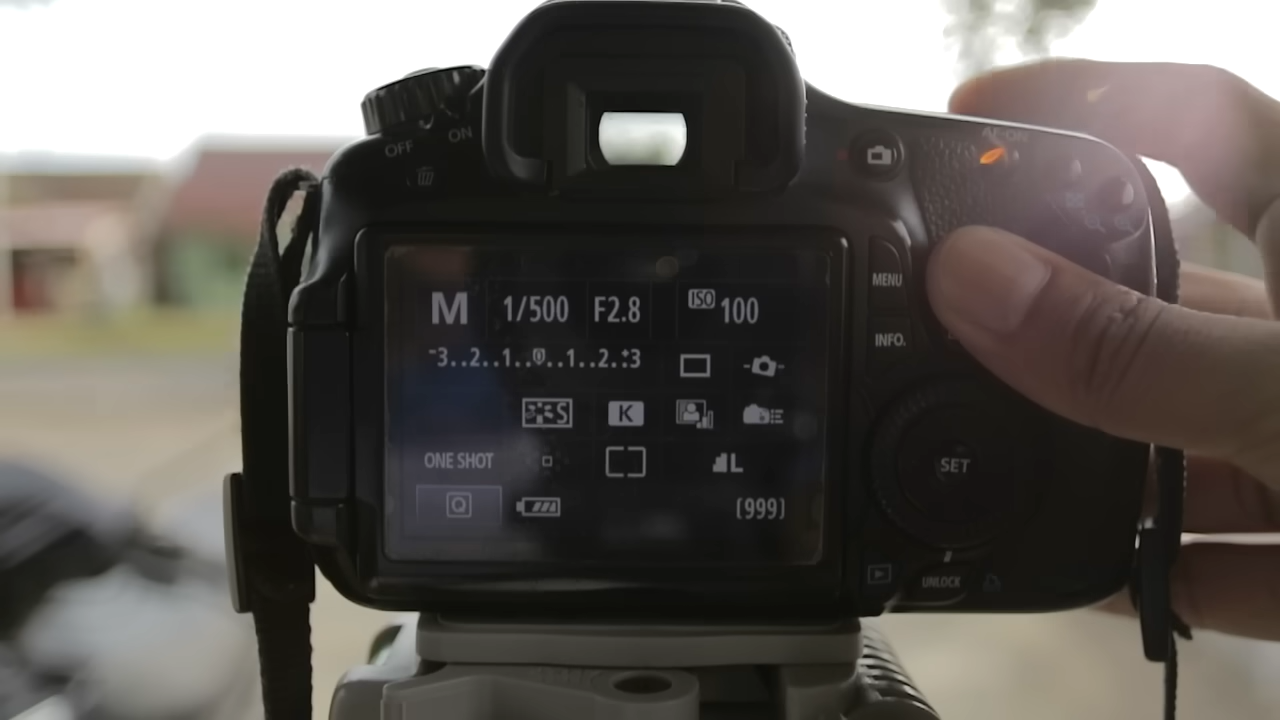 ON
OFF
AF-ON
MENU
INFO.
M 1/500 F2.8 ISO 100
-3..2..1..0..1..2..+3
S K
ONE SHOT L
Q (999)
SET
UNLOCK